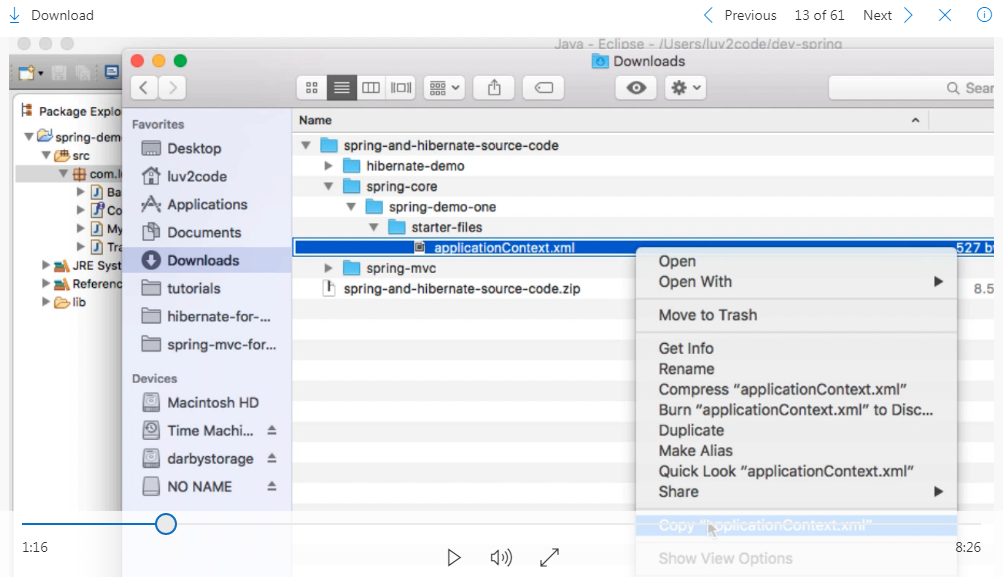 Download
Previous
13 of 61
Next
Java - Eclipse - /Users/luv2code/dev-spring
Downloads
Package Explo
spring-dem
src
com.l
Ba
Co
My
Tra
JRE Syst
Referenc
lib
Favorites
Desktop
luv2code
Applications
Documents
Downloads
tutorials
hibernate-for-...
spring-mvc-for...
Devices
Macintosh HD
Time Machi...
darbystorage
NO NAME
Sear
Name
spring-and-hibernate-source-code
hibernate-demo
spring-core
spring-demo-one
starter-files
applicationContext.xml
527 b
spring-mvc
spring-and-hibernate-source-code.zip
8.5
Open
Open With
Move to Trash
Get Info
Rename
Compress “applicationContext.xml”
Burn “applicationContext.xml” to Disc...
Duplicate
Make Alias
Quick Look “applicationContext.xml”
Share
Copy “applicationContext.xml”
Show View Options
1:16
8:26